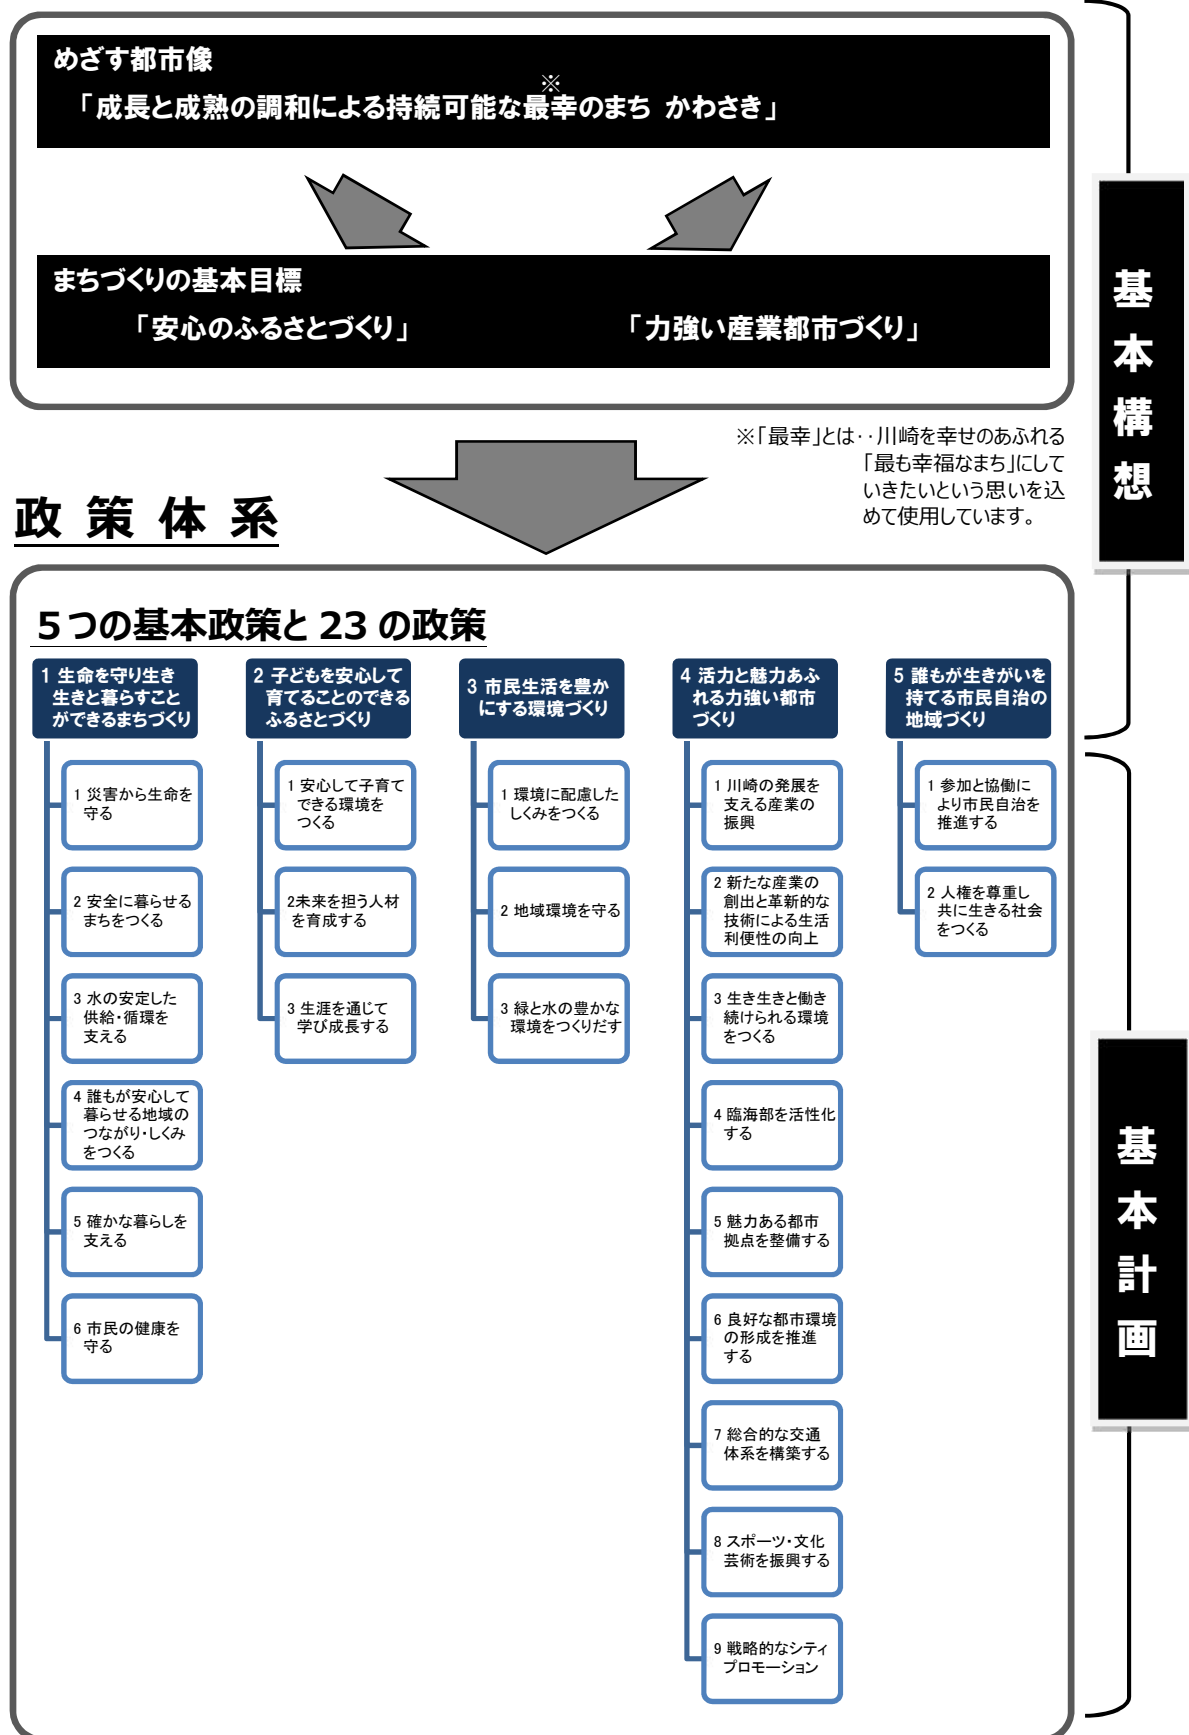 めざす都市像
※
「成長と成熟の調和による持続可能な最幸のまち かわさき」
まちづくりの基本目標
「安心のふるさとづくり」
「力強い産業都市づくり」
基
本
構
想
※「最幸」とは‥川崎を幸せのあふれる
「最も幸福なまち」にして
いきたいという思いを込
めて使用しています。
政 策 体 系
5つの基本政策と 23 の政策
1 生命を守り生き
生きと暮らすこと
ができるまちづくり
1 災害から生命を
守る
2 安全に暮らせる
まちをつくる
3 水の安定した
供給・循環を
支える
4 誰もが安心して
暮らせる地域の
つながり・しくみ
をつくる
5 確かな暮らしを
支える
6 市民の健康を
守る
2 子どもを安心して
育てることのできる
ふるさとづくり
1 安心して子育て
できる環境を
つくる
2未来を担う人材
を育成する
3 生涯を通じて
学び成長する
3 市民生活を豊か
にする環境づくり
1 環境に配慮した
しくみをつくる
2 地域環境を守る
3 緑と水の豊かな
環境をつくりだす
4 活力と魅力あふ
れる力強い都市
づくり
1 川崎の発展を
支える産業の
振興
2 新たな産業の
創出と革新的な
技術による生活
利便性の向上
3 生き生きと働き
続けられる環境
をつくる
4 臨海部を活性化
する
5 魅力ある都市
拠点を整備する
6 良好な都市環境
の形成を推進
する
7 総合的な交通
体系を構築する
8 スポーツ・文化
芸術を振興する
9 戦略的なシティ
プロモーション
5 誰もが生きがいを
持てる市民自治の
地域づくり
1 参加と協働に
より市民自治を
推進する
2 人権を尊重し
共に生きる社会
をつくる
基
本
計
画